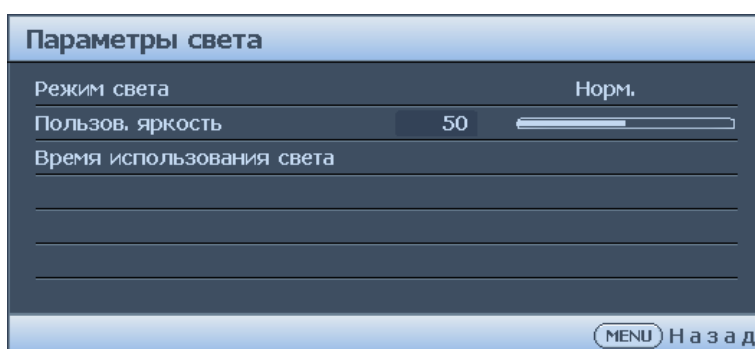 Параметры света
Режим света Норм.
Пользов. яркость 50
Время использования света
MENU Назад